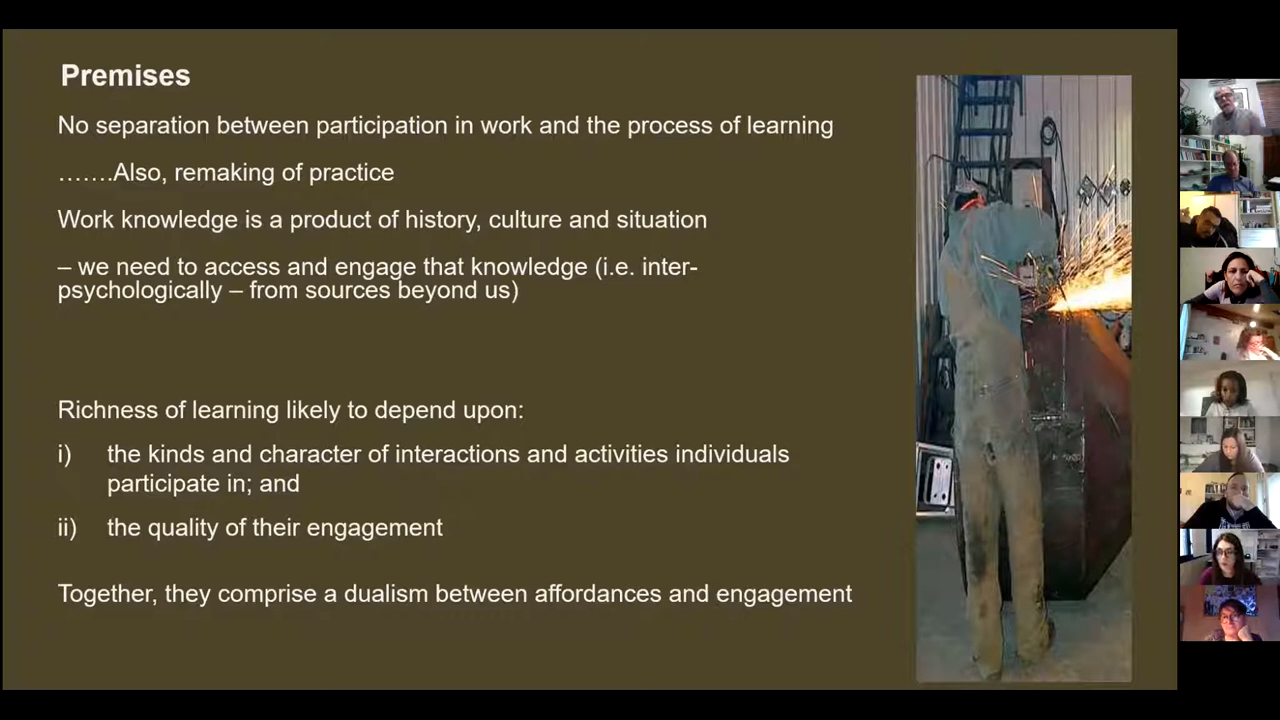 Premises
No separation between participation in work and the process of learning
…….Also, remaking of practice
Work knowledge is a product of history, culture and situation
– we need to access and engage that knowledge (i.e. inter-
psychologically – from sources beyond us)
Richness of learning likely to depend upon:
i) the kinds and character of interactions and activities individuals
participate in; and
ii) the quality of their engagement
Together, they comprise a dualism between affordances and engagement